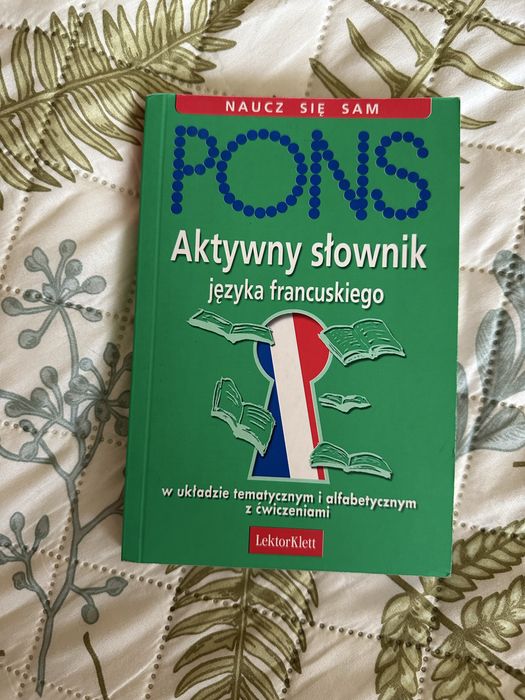 NAUCZ SIĘ SAM
PONS
Aktywny słownik
języka francuskiego
w układzie tematycznym i alfabetycznym
z ćwiczeniami
LektorKlett